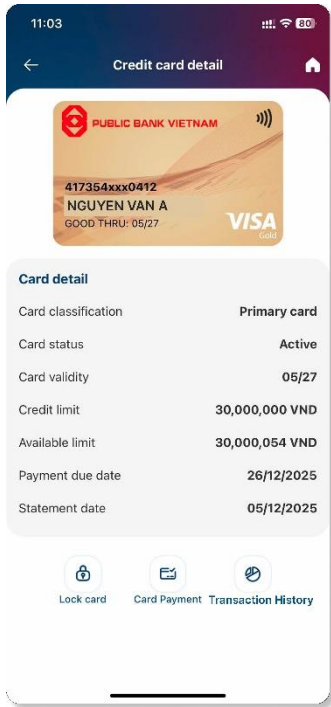 11:03
80
Credit card detail
PUBLIC BANK VIETNAM
417354xxx0412
NGUYEN VAN A
GOOD THRU: 05/27
VISA
Gold
Card detail
Card classification Primary card
Card status Active
Card validity 05/27
Credit limit 30,000,000 VND
Available limit 30,000,054 VND
Payment due date 26/12/2025
Statement date 05/12/2025
Lock card Card Payment Transaction History